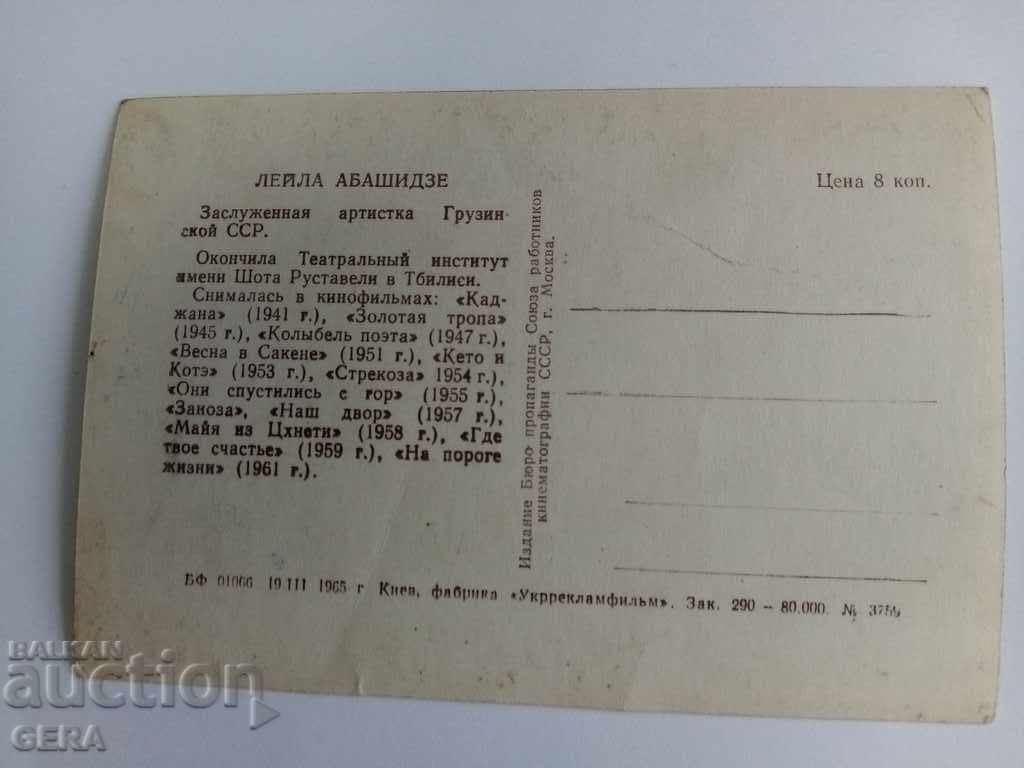 ЛЕЙЛА АБАШИДЗЕ
Заслуженная артистка Грузин-
ской ССР.
Окончила Театральный институт
имени Шота Руставели в Тбилиси.
Снималась в кинофильмах: «Кад-
жана» (1941 г.), «Золотая тропа»
(1945 г.), «Колыбель поэта» (1947 г.),
«Весна в Сакене» (1951 г.), «Кето и
Котэ» (1953 г.), «Стрекоза» 1954 г.),
«Они спустились с гор» (1955 г.),
«Заноза», «Наш двор» (1957 г.),
«Майя из Цхнети» (1958 г.), «Где
твое счастье» (1959 г.), «На пороге
жизни» (1961 г.).
Издание Бюро пропаганды Союза работников
кинематографии СССР, г. Москва.
Цена 8 коп.
БФ 01066 19 III 1965 г Киев, фабрика «Укррекламфильм». Зак. 290 – 80.000. № 3759
BALKAN
auction
GERA